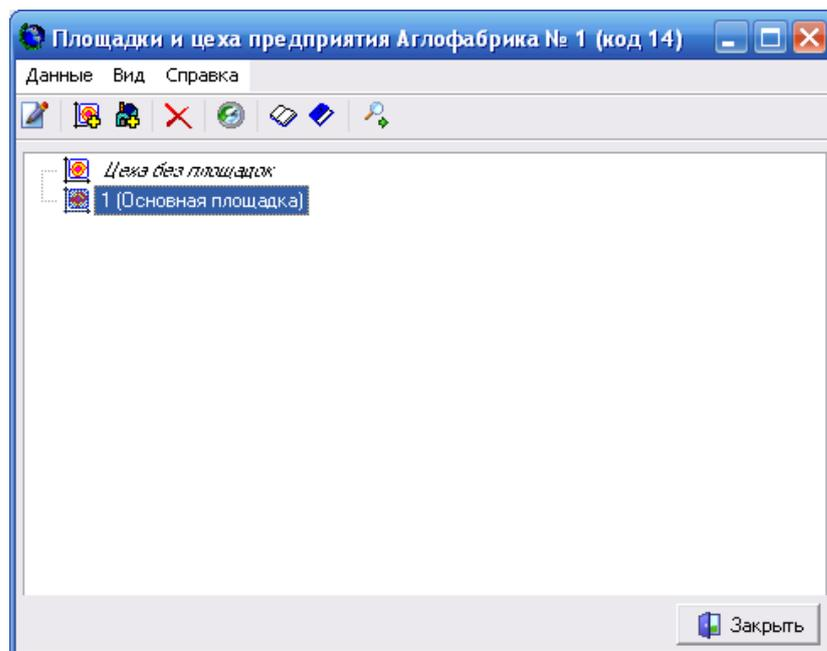 Площадки и цеха предприятия Аглофабрика № 1 (код 14)
Данные Вид Справка
Цеха без площадок
1 (Основная площадка)
Закрыть